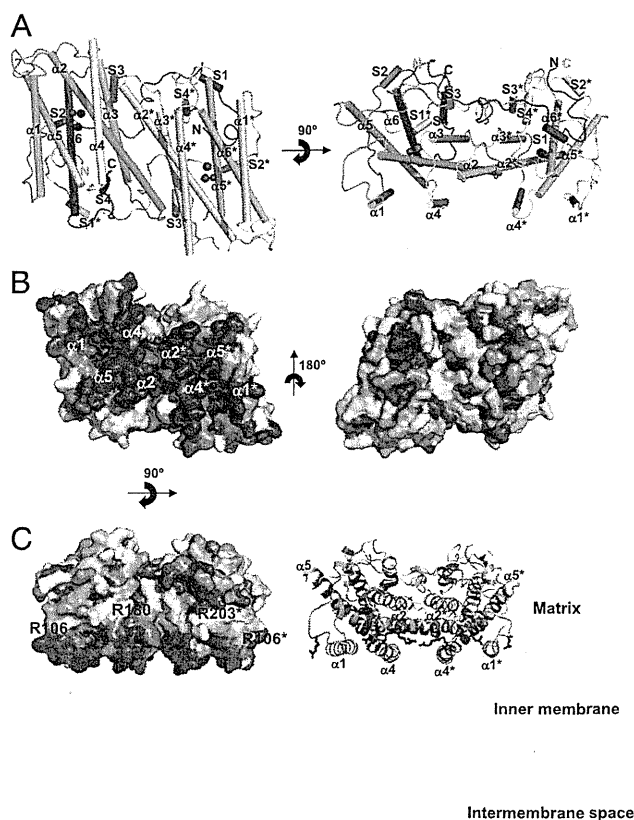 A
α2
S3
S1
S4*
S2
α1
α5
6
α4
α3
α2*
α3*
α4*
N
α1*
α6*
S2*
N
C
S4
α5*
S1*
S3*
90°
S2
N
C
S3
N
C
S3*
S2*
S4*
α5
α6
S1*
α3
α3*
α6*
S1
α5*
α2
α2*
α1
α4
α4*
α1*
B
α4
α1
α2*
α5*
α5
α2
α4*
α1*
180°
90°
C
R106
R180
R203*
R106*
α5
α5*
α1
α4
α4*
α1*
Matrix
Inner membrane
Intermembrane space